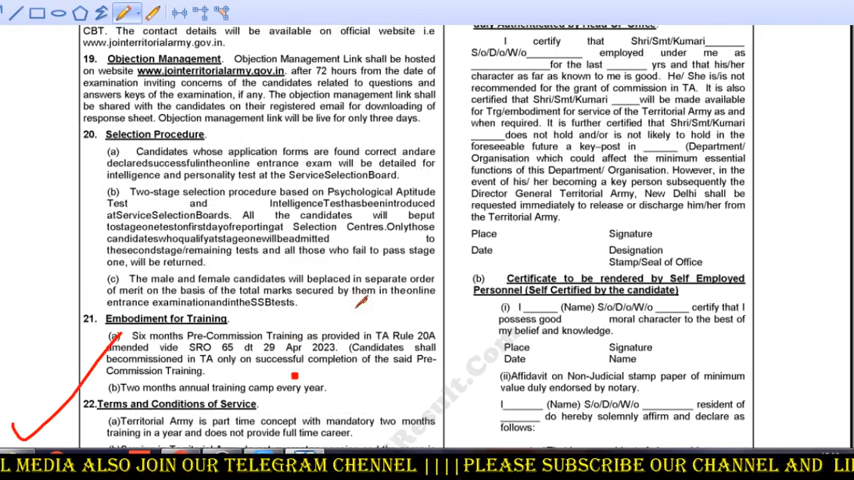 CBT. The contact details will be available on official website i.e
www.jointerritorialarmy.gov.in.
19. Objection Management. Objection Management Link shall be hosted
on website www.jointerritorialarmy.gov.in. after 72 hours from the date of
examination inviting concerns of the candidates related to questions and
answers keys of the examination, if any. The objection management link shall
be shared with the candidates on their registered email for downloading of
response sheet. Objection management link will be live for only three days.
20. Selection Procedure.
(a) Candidates whose application forms are found correct andare
declaredsuccessfulintheonline entrance exam will be detailed for
intelligence and personality test at the ServiceSelectionBoard.
(b) Two-stage selection procedure based on Psychological Aptitude
Test and IntelligenceTesthasbeenintroduced
atServiceSelectionBoards. All the candidates will beput
tostageonetestonfirstdayofreportingat Selection Centres.Onlythose
candidateswhoqualifyatstageonewillbeadmitted to
thesecondstage/remaining tests and all those who fail to pass stage
one, will be returned.
(c) The male and female candidates will beplaced in separate order
of merit on the basis of the total marks secured by them in theonline
entrance examinationandintheSSBtests.
21. Embodiment for Training.
(a) Six months Pre-Commission Training as provided in TA Rule 20A
amended vide SRO 65 dt 29 Apr 2023. (Candidates shall
becommissioned in TA only on successful completion of the said Pre-
Commission Training.
(b)Two months annual training camp every year.
22.Terms and Conditions of Service.
(a)Territorial Army is part time concept with mandatory two months
training in a year and does not provide full time career.
duly Authenticated by Head Of Office.
I certify that Shri/Smt/Kumari_______
S/o/D/o/W/o__________ employed under me as
______________for the last _______ yrs and that his/her
character as far as known to me is good. He/ She is/is not
recommended for the grant of commission in TA. It is also
certified that Shri/Smt/Kumari _____will be made available
for Trg/embodiment for service of the Territorial Army as and
when required. It is further certified that Shri/Smt/Kumari
______does not hold and/or is not likely to hold in the
foreseeable future a key–post in ______ (Department/
Organisation which could affect the minimum essential
functions of this Department/ Organisation. However, in the
event of his/ her becoming a key person subsequently the
Director General Territorial Army, New Delhi shall be
requested immediately to release or discharge him/her from
the Territorial Army.
Place Signature
Date Designation
Stamp/Seal of Office
(b) Certificate to be rendered by Self Employed
Personnel (Self Certified by the candidate)
(i) I ______ (Name) S/o/D/o/W/o ______ certify that I
possess good ______ moral character to the best of
my belief and knowledge.
Place Signature
Date Name
(ii)Affidavit on Non-Judicial stamp paper of minimum
value duly endorsed by notary.
I_______ (Name) S/o/D/o/W/o _______ resident of
_______ do hereby solemnly affirm and declare as
follows:
L MEDIA ALSO JOIN OUR TELEGRAM CHENNEL ||||PLEASE SUBSCRIBE OUR CHANNEL AND LI